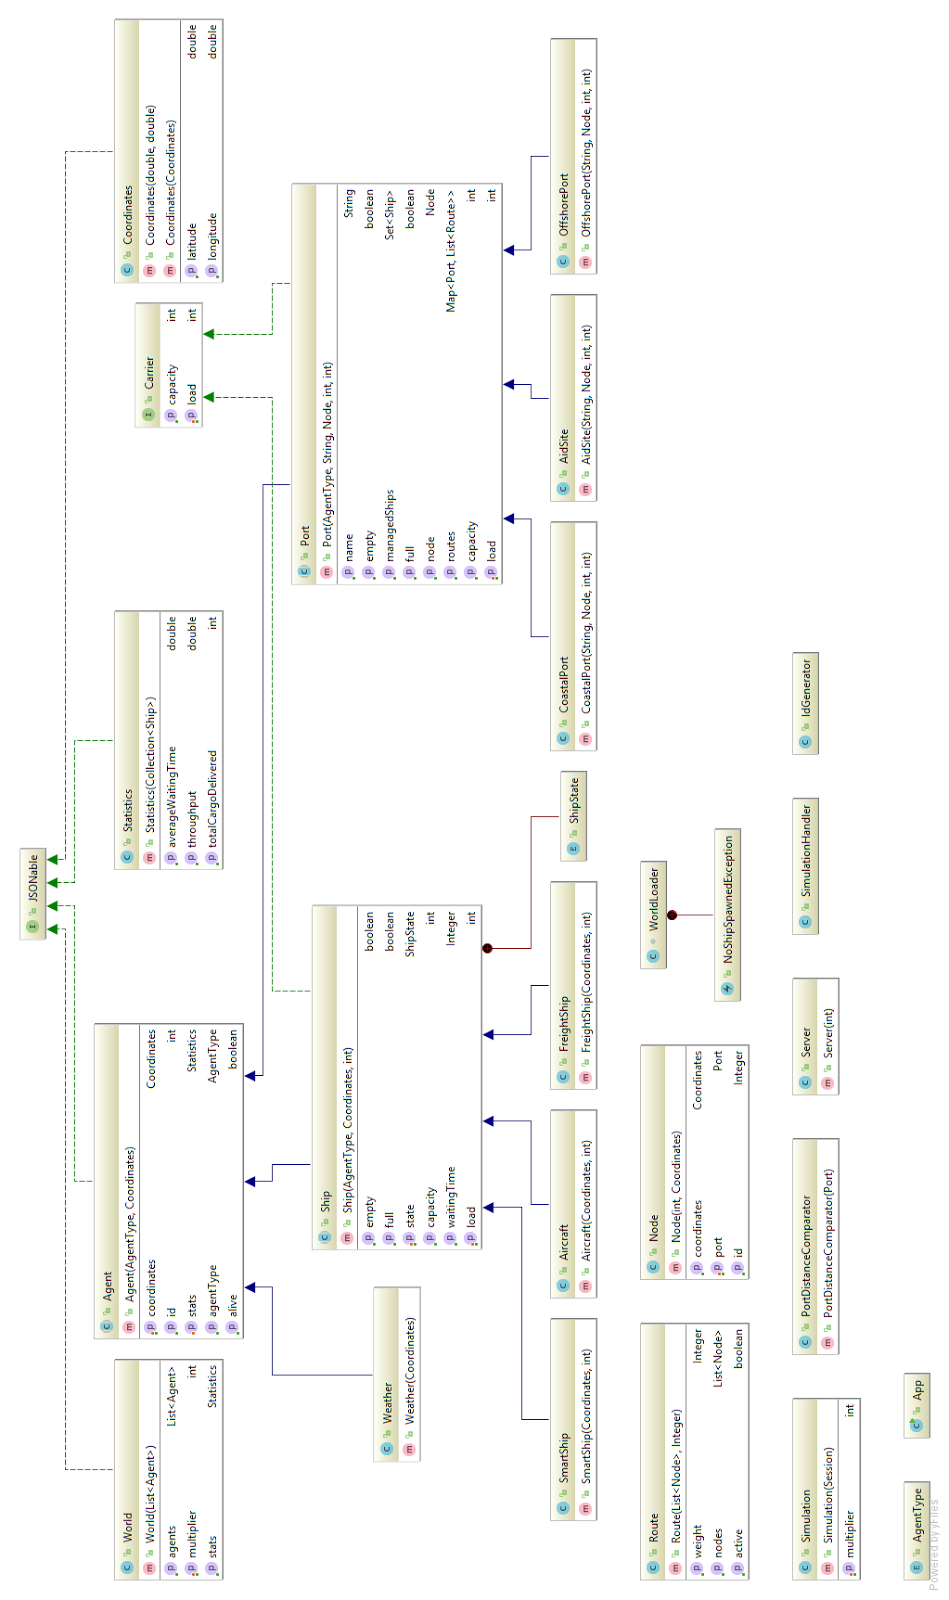 JSONable
World
World(List<Agent>)
agents List<Agent>
multiplier int
stats Statistics
Agent
Agent(AgentType, Coordinates)
coordinates Coordinates
id int
stats Statistics
agentType AgentType
alive boolean
Statistics
Statistics(Collection<Ship>)
averageWaitingTime double
throughput double
totalCargoDelivered int
Carrier
capacity int
load int
Coordinates
Coordinates(double, double)
Coordinates(Coordinates)
latitude double
longitude double
Weather
Weather(Coordinates)
Ship
Ship(AgentType, Coordinates, int)
empty boolean
full boolean
state ShipState
capacity int
waitingTime Integer
load int
Port
Port(AgentType, String, Node, int, int)
name String
empty boolean
managedShips Set<Ship>
full boolean
node Node
routes Map<Port, List<Route>>
capacity int
load int
SmartShip
SmartShip(Coordinates, int)
Aircraft
Aircraft(Coordinates, int)
FreightShip
FreightShip(Coordinates, int)
ShipState
CoastalPort
CoastalPort(String, Node, int, int)
AidSite
AidSite(String, Node, int, int)
OffshorePort
OffshorePort(String, Node, int, int)
Route
Route(List<Node>, Integer)
weight Integer
nodes List<Node>
active boolean
Node
Node(int, Coordinates)
coordinates Coordinates
port Port
id Integer
WorldLoader
NoShipSpawnedException
Simulation
Simulation(Session)
multiplier int
PortDistanceComparator
PortDistanceComparator(Port)
Server
Server(int)
SimulationHandler
IdGenerator
AgentType
App
Powered by yFiles